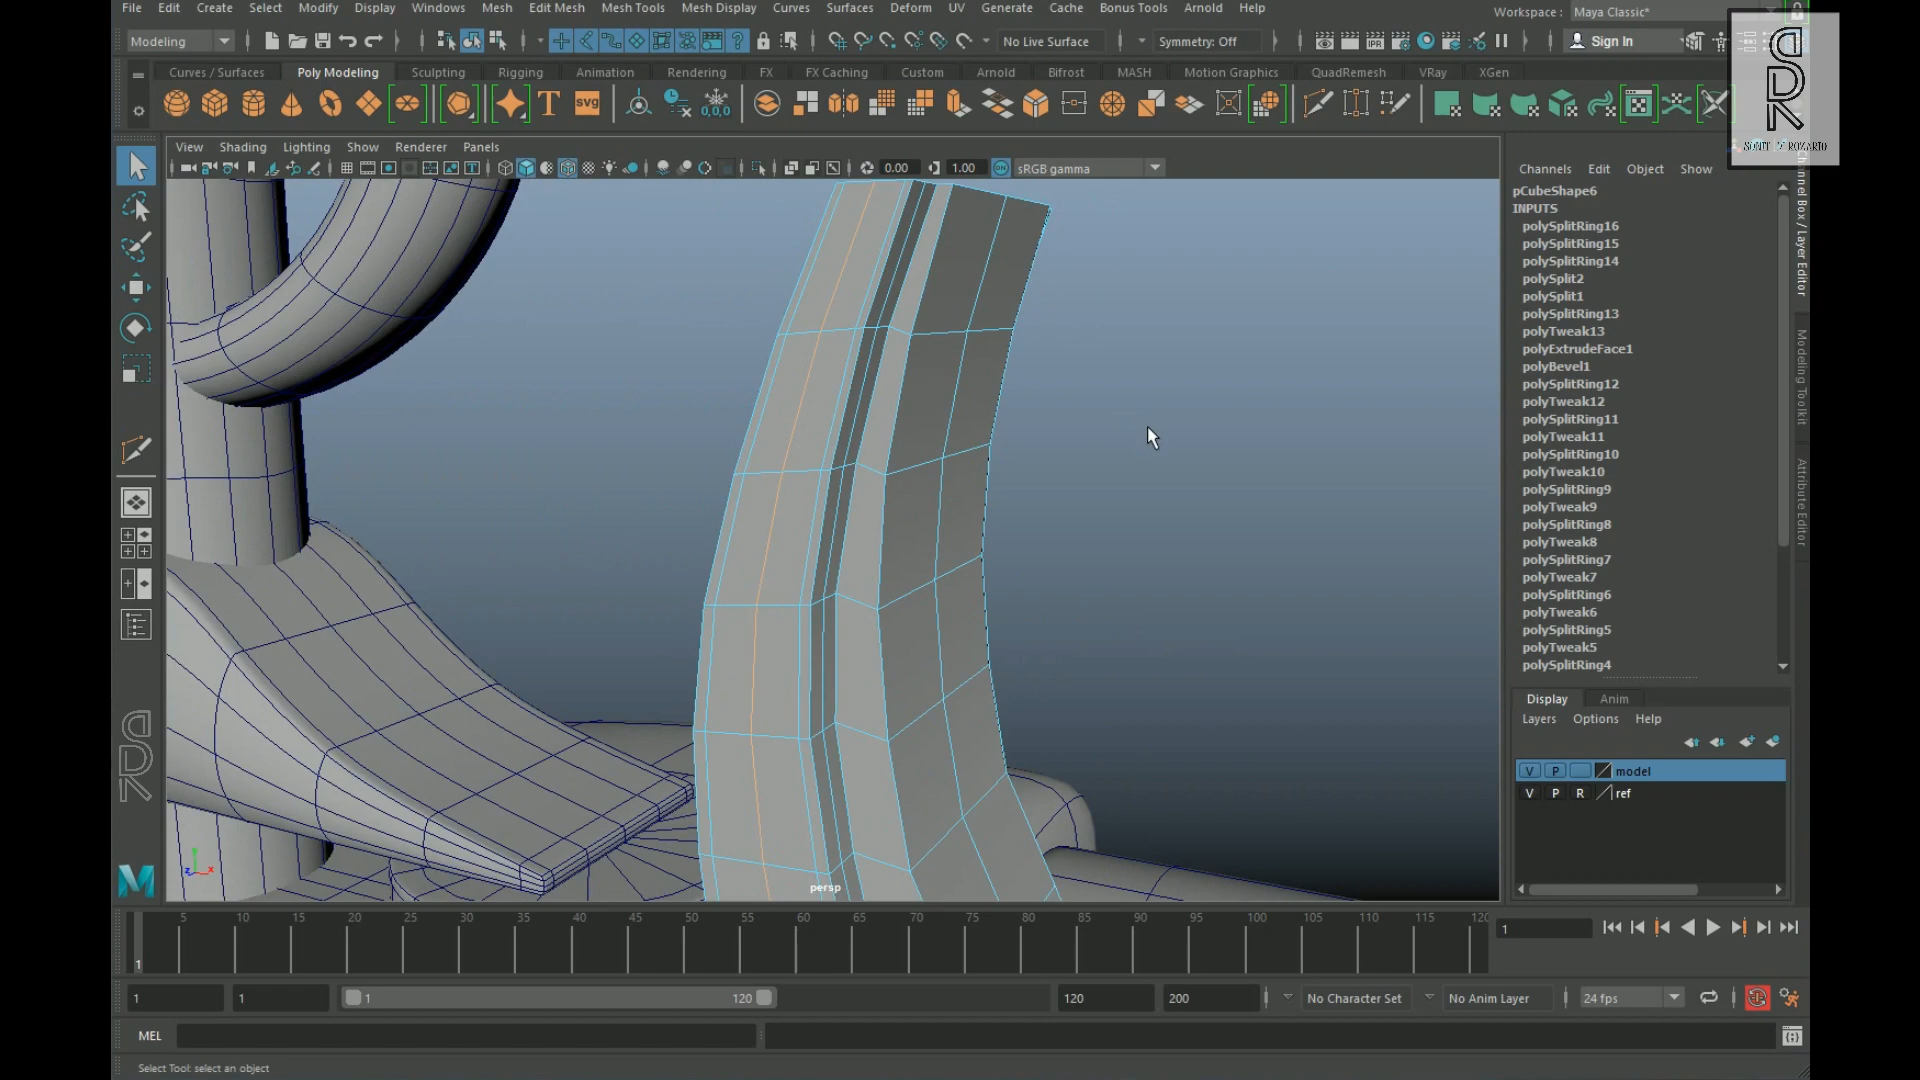 File Edit Create Select Modify Display Windows Mesh Edit Mesh Mesh Tools Mesh Display Curves Surfaces Deform UV Generate Cache Bonus Tools Arnold Help
Workspace : Maya Classic*
Modeling
No Live Surface
Symmetry: Off
Sign In
Curves / Surfaces Poly Modeling Sculpting Rigging Animation Rendering FX FX Caching Custom Arnold Bifrost MASH Motion Graphics QuadRemesh VRay XGen
View Shading Lighting Show Renderer Panels
0.00 1.00 sRGB gamma
Channels Edit Object Show
pCubeShape6
INPUTS
polySplitRing16
polySplitRing15
polySplitRing14
polySplit2
polySplit1
polySplitRing13
polyTweak13
polyExtrudeFace1
polyBevel1
polySplitRing12
polyTweak12
polySplitRing11
polyTweak11
polySplitRing10
polyTweak10
polySplitRing9
polyTweak9
polySplitRing8
polyTweak8
polySplitRing7
polyTweak7
polySplitRing6
polyTweak6
polySplitRing5
polyTweak5
polySplitRing4
Channel Box / Layer Editor
Modeling Toolkit
Attribute Editor
Display Anim
Layers Options Help
V P model
V P R ref
persp
5 10 15 20 25 30 35 40 45 50 55 60 65 70 75 80 85 90 95 100 105 110 115 120
1
1
1 1 1 120 120 200 No Character Set No Anim Layer 24 fps
MEL
Select Tool: select an object